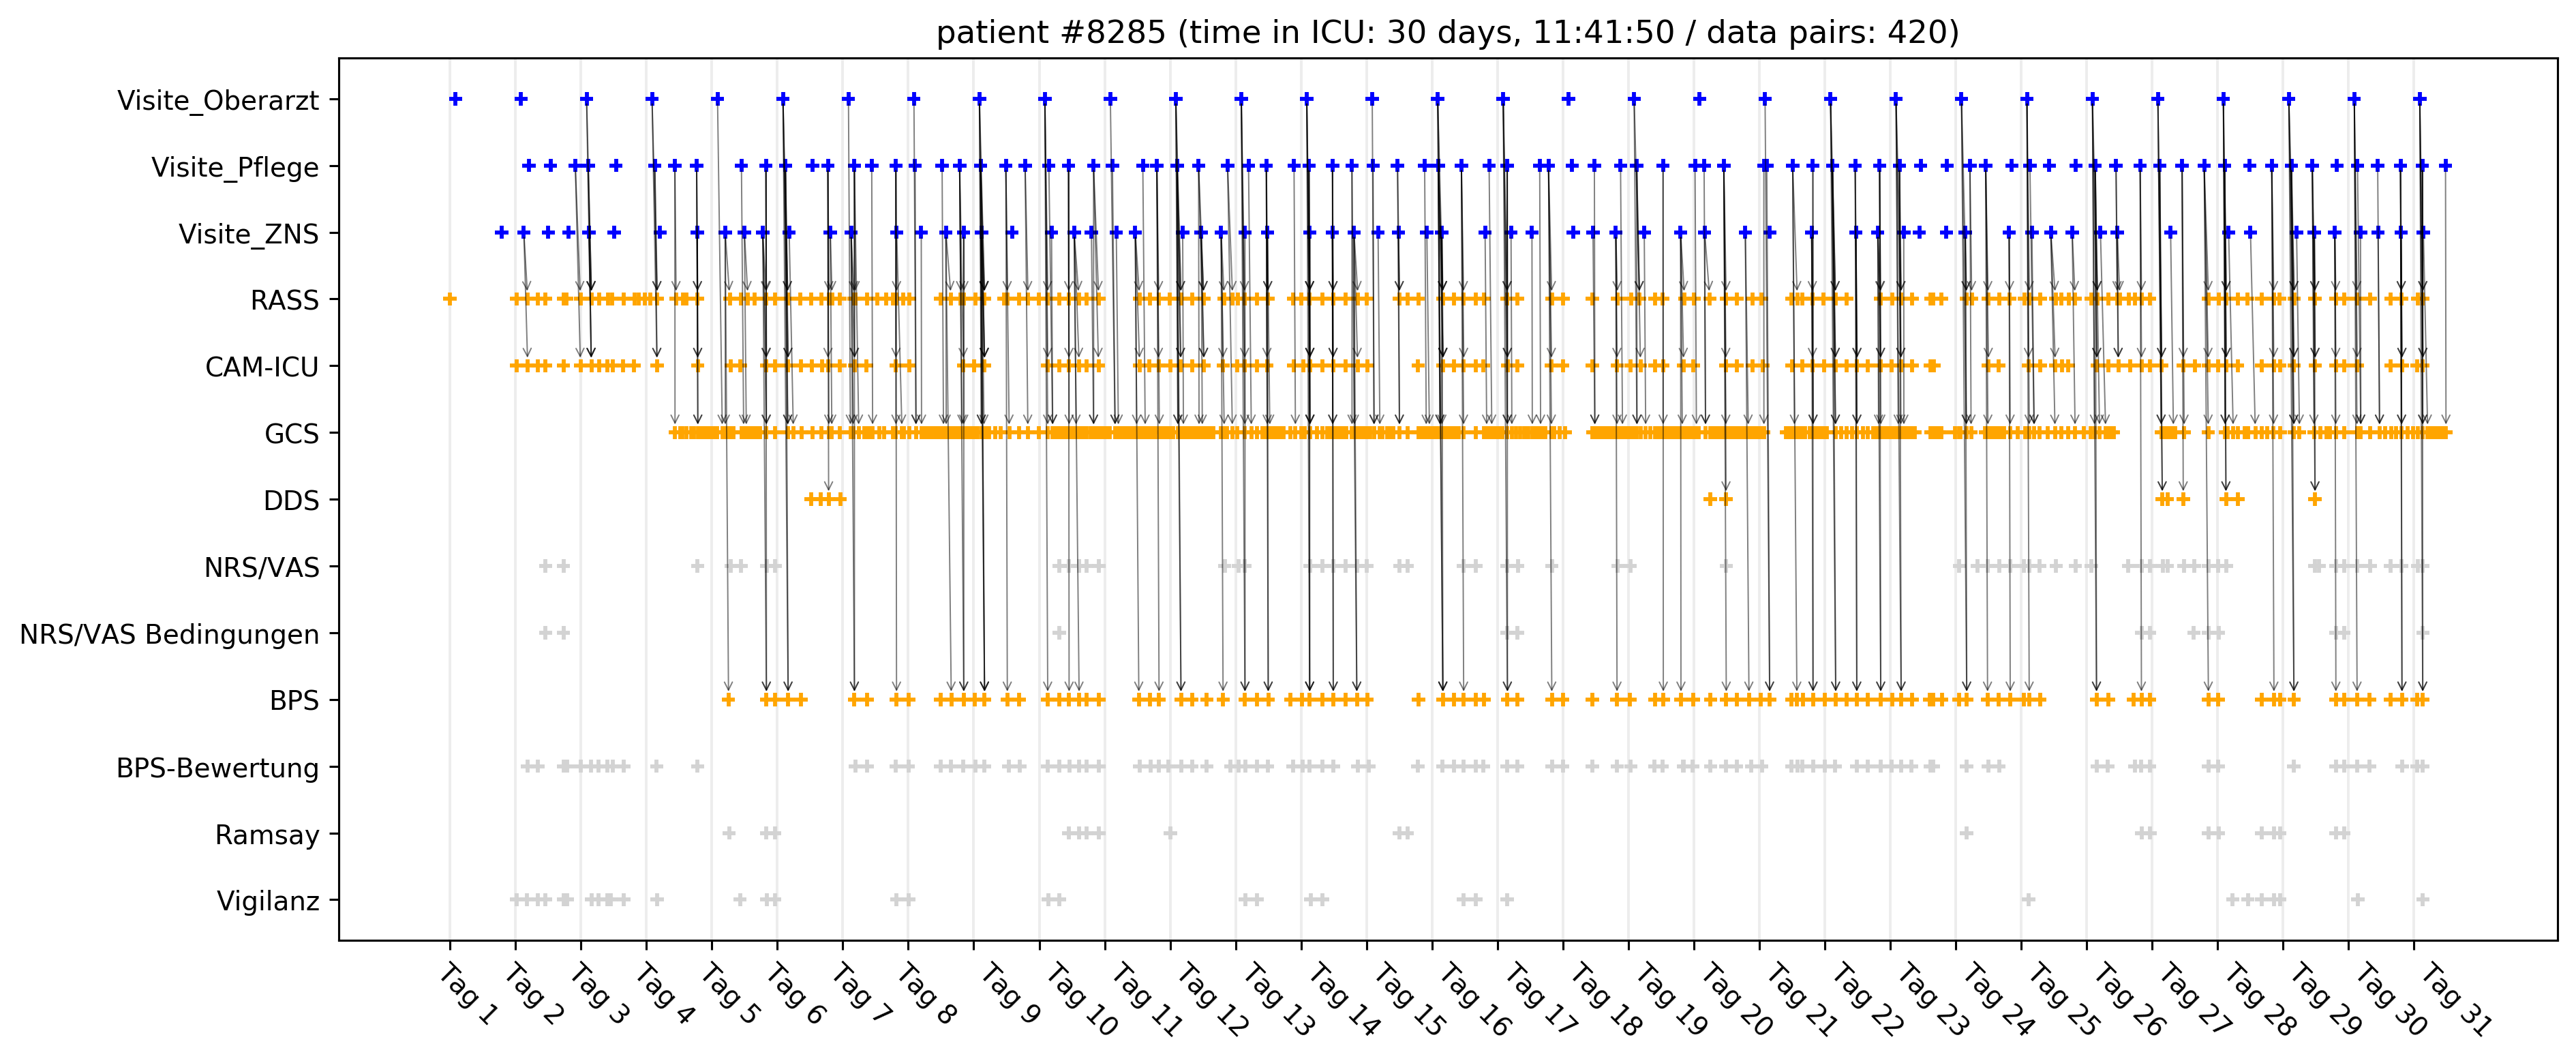 patient #8285 (time in ICU: 30 days, 11:41:50 / data pairs: 420)
Visite_Oberarzt
Visite_Pflege
Visite_ZNS
RASS
CAM-ICU
GCS
DDS
NRS/VAS
NRS/VAS Bedingungen
BPS
BPS-Bewertung
Ramsay
Vigilanz
Tag 1
Tag 2
Tag 3
Tag 4
Tag 5
Tag 6
Tag 7
Tag 8
Tag 9
Tag 10
Tag 11
Tag 12
Tag 13
Tag 14
Tag 15
Tag 16
Tag 17
Tag 18
Tag 19
Tag 20
Tag 21
Tag 22
Tag 23
Tag 24
Tag 25
Tag 26
Tag 27
Tag 28
Tag 29
Tag 30
Tag 31